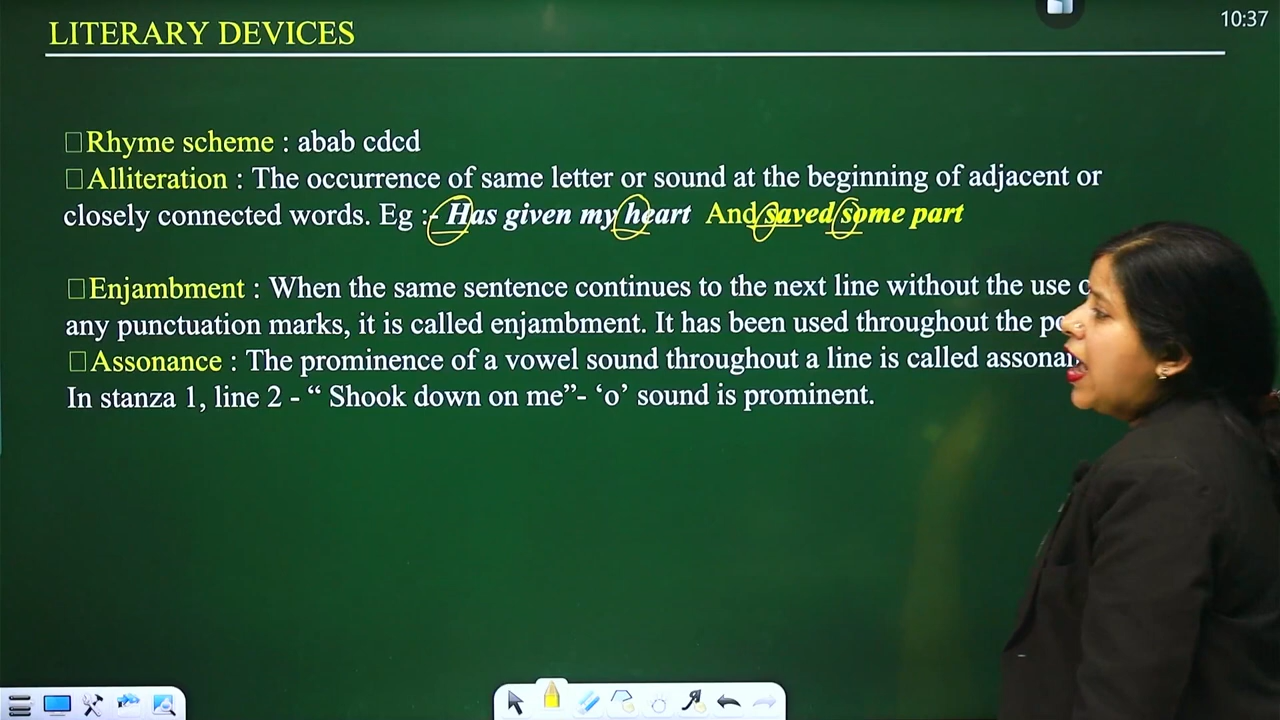 LITERARY DEVICES
10:37
Rhyme scheme : abab cdcd
Alliteration : The occurrence of same letter or sound at the beginning of adjacent or
closely connected words. Eg :- Has given my heart And saved some part
Enjambment : When the same sentence continues to the next line without the use
any punctuation marks, it is called enjambment. It has been used throughout the
Assonance : The prominence of a vowel sound throughout a line is called
In stanza 1, line 2 - “ Shook down on me”- ‘o’ sound is prominent.